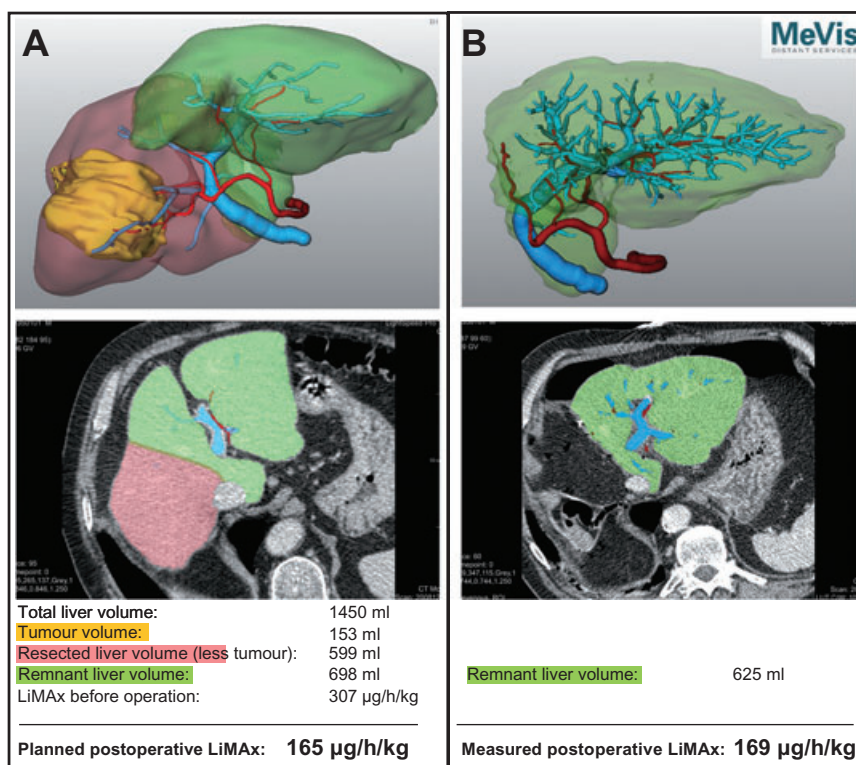 A
BH
B
MeVis
DISTANT SERVICES
Total liver volume: 1450 ml
Tumour volume: 153 ml
Resected liver volume (less tumour): 599 ml
Remnant liver volume: 698 ml
LiMAx before operation: 307 µg/h/kg
Planned postoperative LiMAx: 165 µg/h/kg
Remnant liver volume: 625 ml
Measured postoperative LiMAx: 169 µg/h/kg